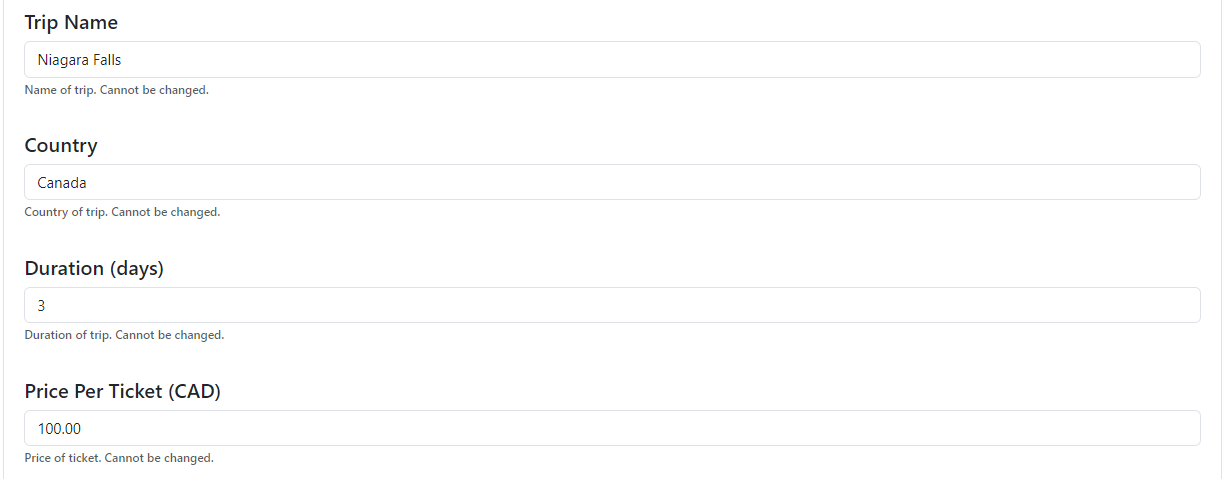 Trip Name
Niagara Falls
Name of trip. Cannot be changed.
Country
Canada
Country of trip. Cannot be changed.
Duration (days)
3
Duration of trip. Cannot be changed.
Price Per Ticket (CAD)
100.00
Price of ticket. Cannot be changed.